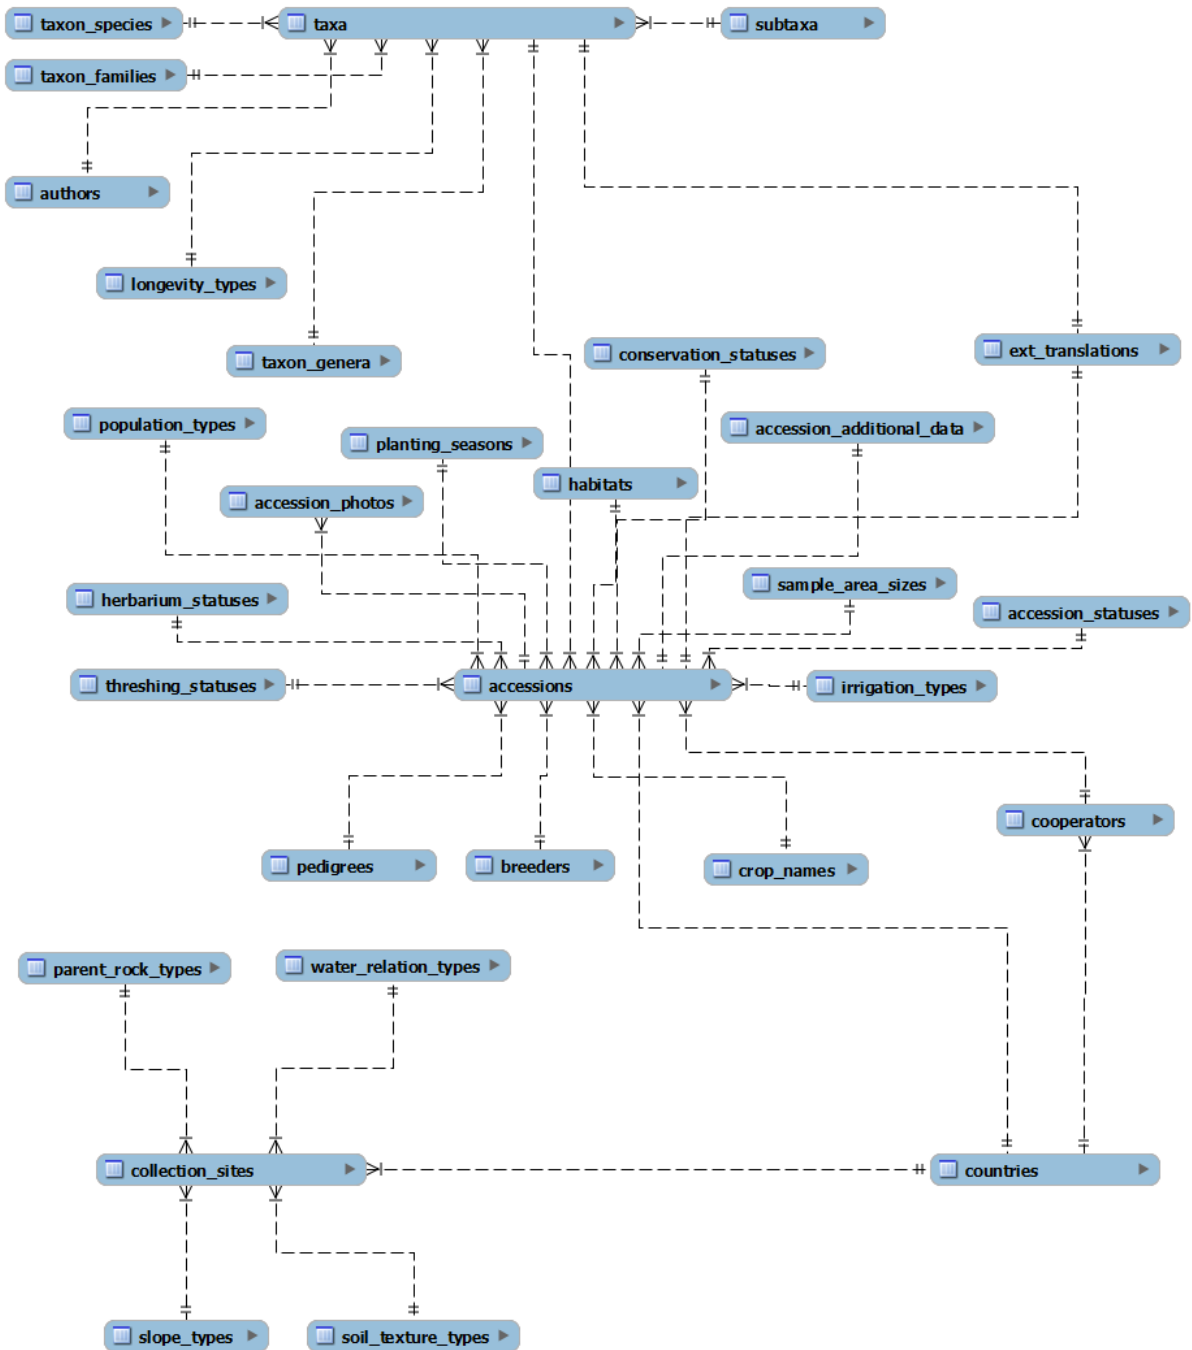 taxon_species
taxa
subtaxa
taxon_families
authors
longevity_types
taxon_genera
conservation_statuses
ext_translations
population_types
planting_seasons
accession_additional_data
habitats
accession_photos
herbarium_statuses
sample_area_sizes
accession_statuses
threshing_statuses
accessions
irrigation_types
cooperators
pedigrees
breeders
crop_names
parent_rock_types
water_relation_types
collection_sites
countries
slope_types
soil_texture_types